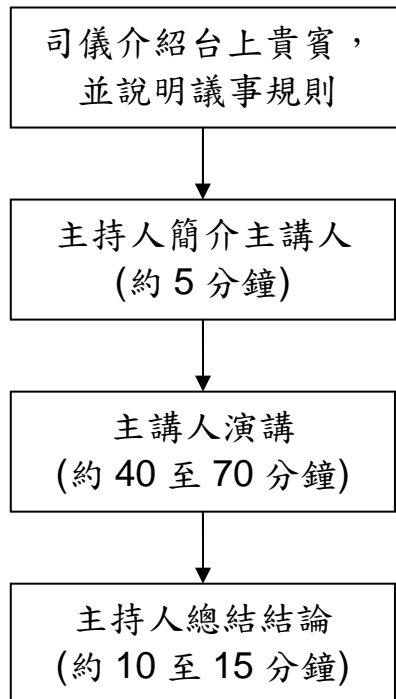 司儀介紹台上貴賓，
並說明議事規則
主持人簡介主講人
(約 5 分鐘)
主講人演講
(約 40 至 70 分鐘)
主持人總結結論
(約 10 至 15 分鐘)